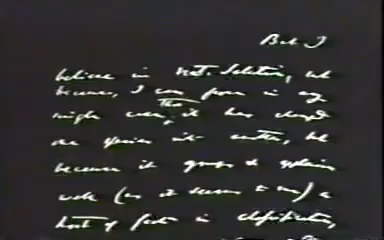 But I
believe in nat. Selection, not
because, I can prove in any
single case, that it has changed
one species into another, but
because it groups & explains
well (as it seems to me) a
host of facts in classification,